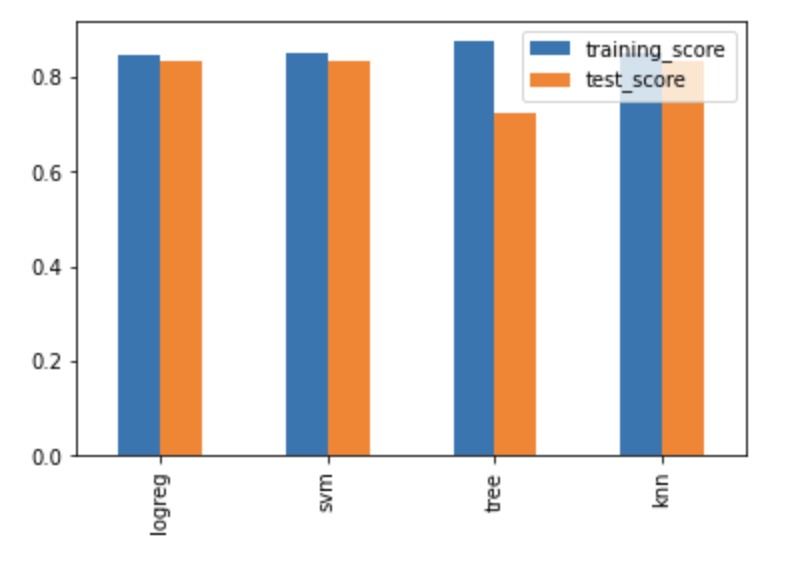 training_score
test_score
0.8
0.6
0.4
0.2
0.0
logreg
svm
tree
knn